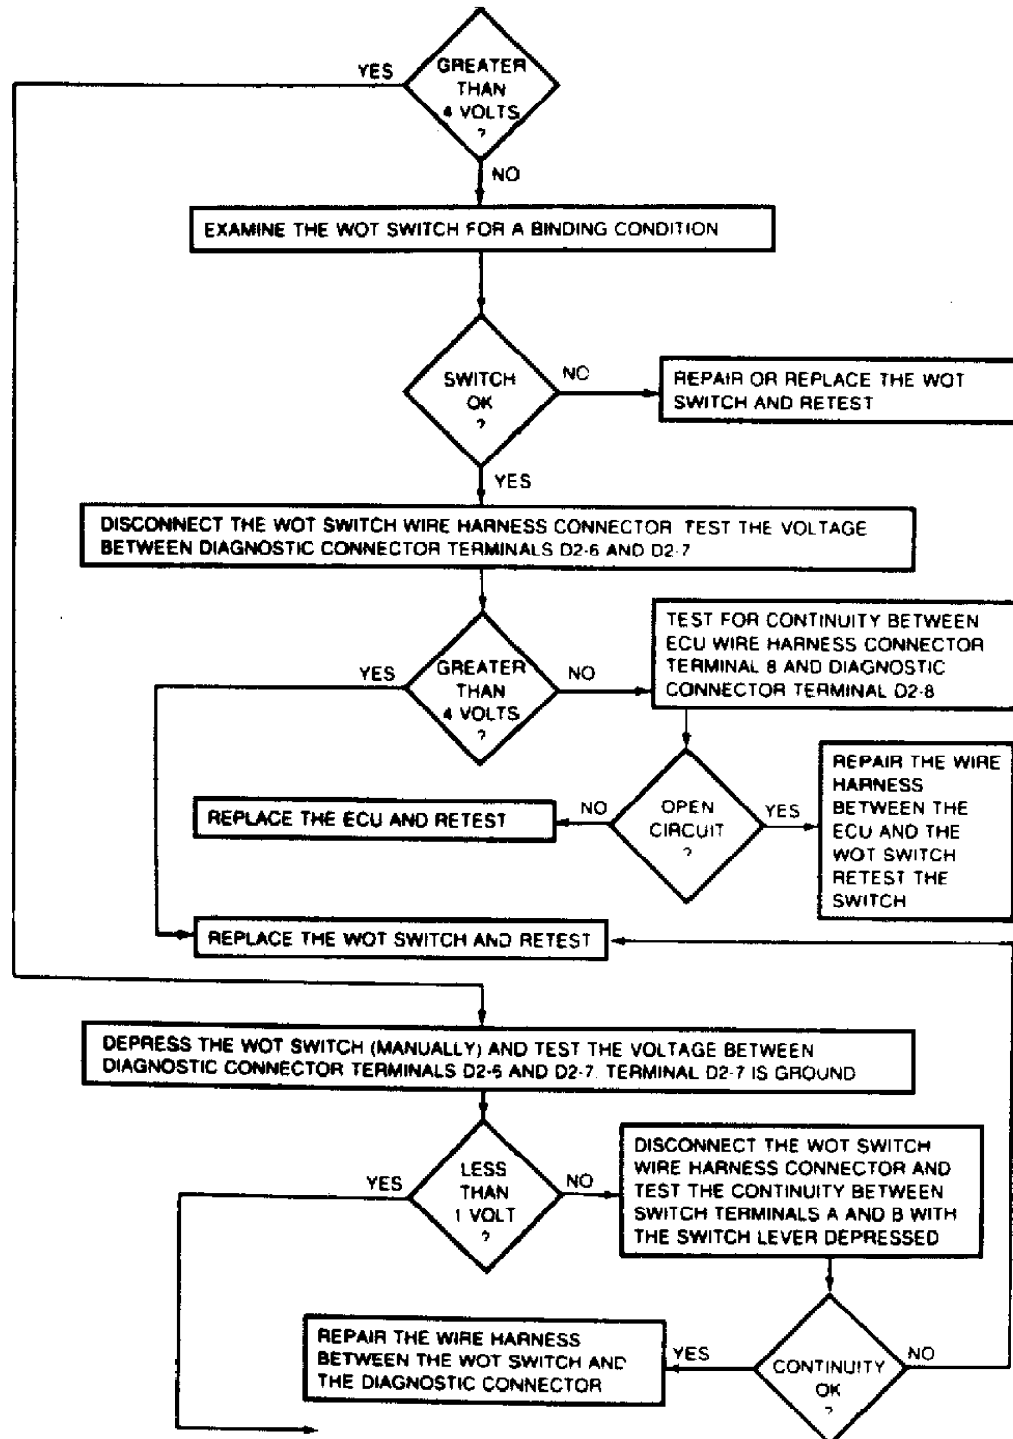 GREATER
THAN
4 VOLTS
?
YES
NO
EXAMINE THE WOT SWITCH FOR A BINDING CONDITION
SWITCH
OK
?
NO
REPAIR OR REPLACE THE WOT
SWITCH AND RETEST
YES
DISCONNECT THE WOT SWITCH WIRE HARNESS CONNECTOR TEST THE VOLTAGE
BETWEEN DIAGNOSTIC CONNECTOR TERMINALS D2-6 AND D2-7
GREATER
THAN
4 VOLTS
?
YES
NO
TEST FOR CONTINUITY BETWEEN
ECU WIRE HARNESS CONNECTOR
TERMINAL 8 AND DIAGNOSTIC
CONNECTOR TERMINAL D2-8
OPEN
CIRCUIT
?
NO
YES
REPLACE THE ECU AND RETEST
REPAIR THE WIRE
HARNESS
BETWEEN THE
ECU AND THE
WOT SWITCH
RETEST THE
SWITCH
REPLACE THE WOT SWITCH AND RETEST
DEPRESS THE WOT SWITCH (MANUALLY) AND TEST THE VOLTAGE BETWEEN
DIAGNOSTIC CONNECTOR TERMINALS AND D2-7. TERMINAL D2-7 IS GROUND
LESS
THAN
1 VOLT
?
YES
NO
DISCONNECT THE WOT SWITCH
WIRE HARNESS CONNECTOR AND
TEST THE CONTINUITY BETWEEN
SWITCH TERMINALS A AND B WITH
THE SWITCH LEVER DEPRESSED
CONTINUITY
OK
?
YES
NO
REPAIR THE WIRE HARNESS
BETWEEN THE WOT SWITCH AND
THE DIAGNOSTIC CONNECTOR